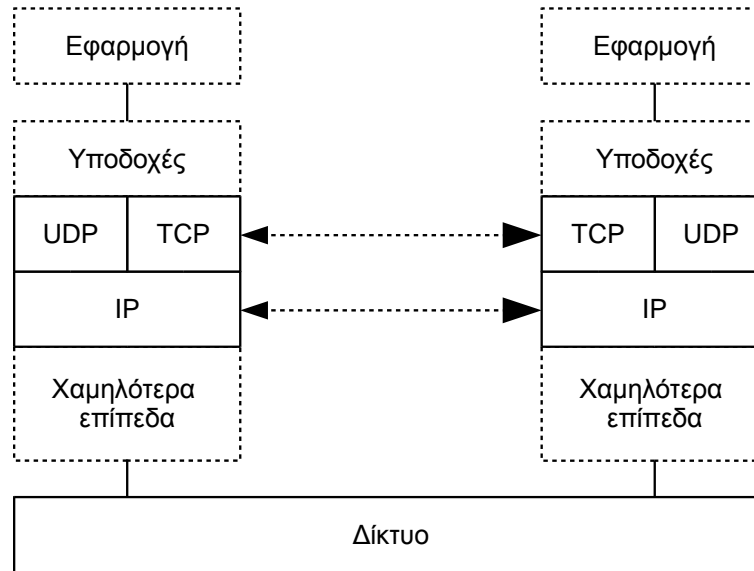 Εφαρμογή
Εφαρμογή
Υποδοχές
Υποδοχές
UDP TCP
TCP UDP
IP
IP
Χαμηλότερα
επίπεδα
Χαμηλότερα
επίπεδα
Δίκτυο